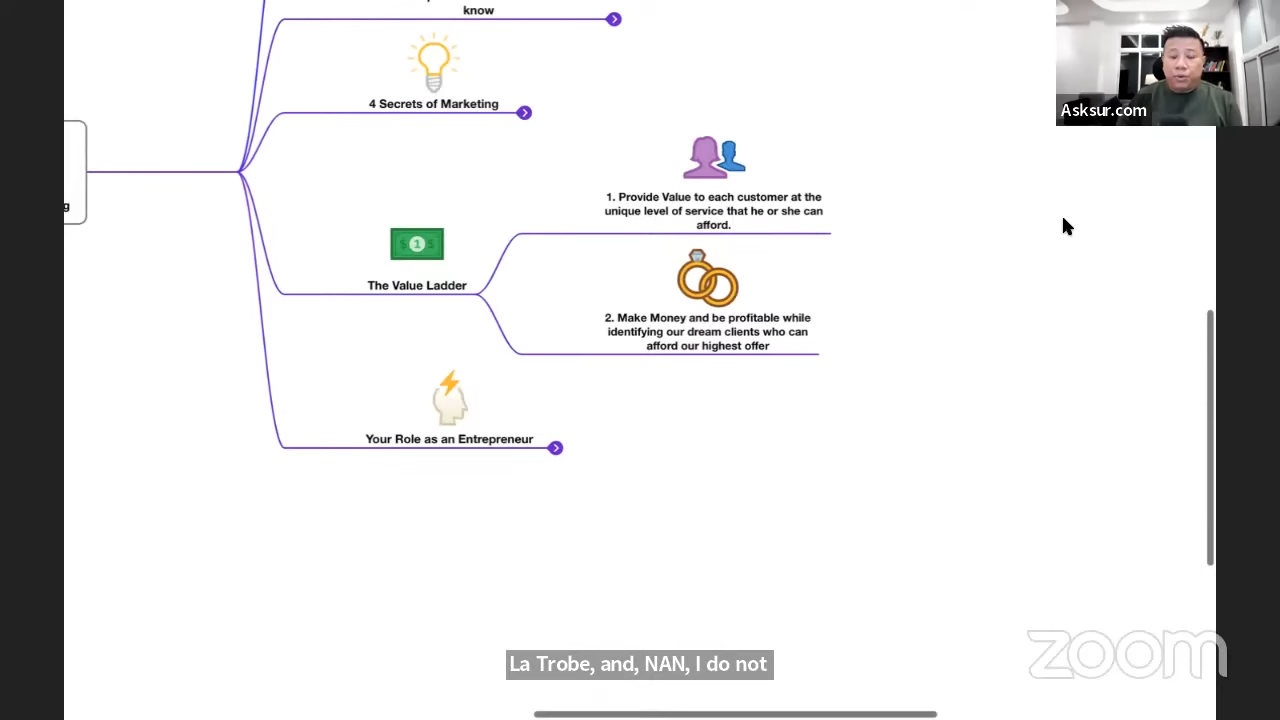 know
4 Secrets of Marketing
Asksur.com
1. Provide Value to each customer at the
unique level of service that he or she can
afford.
g
$ 1 $
The Value Ladder
2. Make Money and be profitable while
identifying our dream clients who can
afford our highest offer
Your Role as an Entrepreneur
La Trobe, and, NAN, I do not
zoom